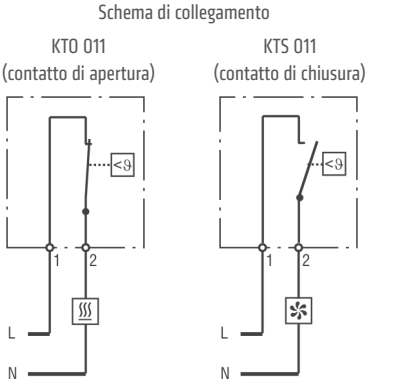 Schema di collegamento
KTO 011
(contatto di apertura)
KTS 011
(contatto di chiusura)
<ϑ
<ϑ
1 2
1 2
L
L
N
N